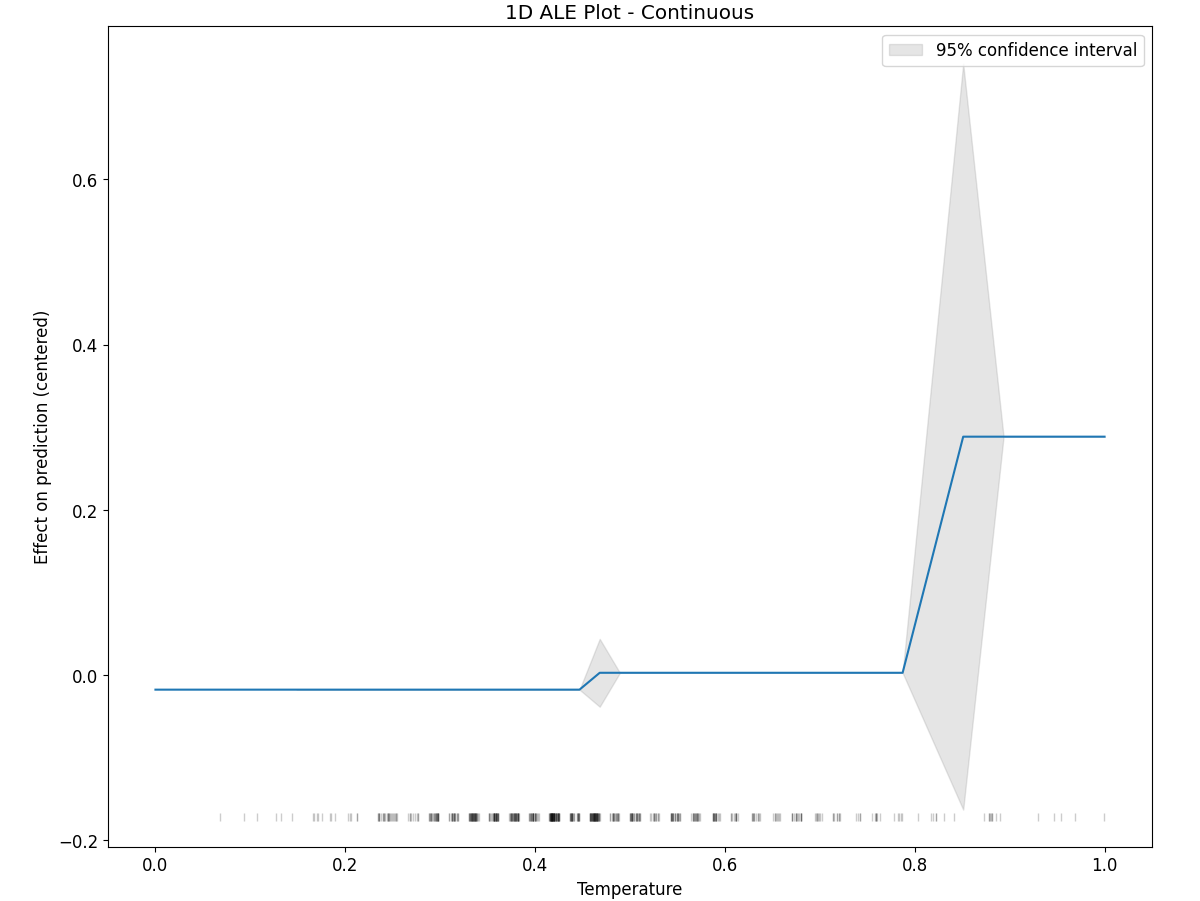 1D ALE Plot - Continuous
95% confidence interval
Effect on prediction (centered)
0.6
0.4
0.2
0.0
−0.2
0.0 0.2 0.4 0.6 0.8 1.0
Temperature